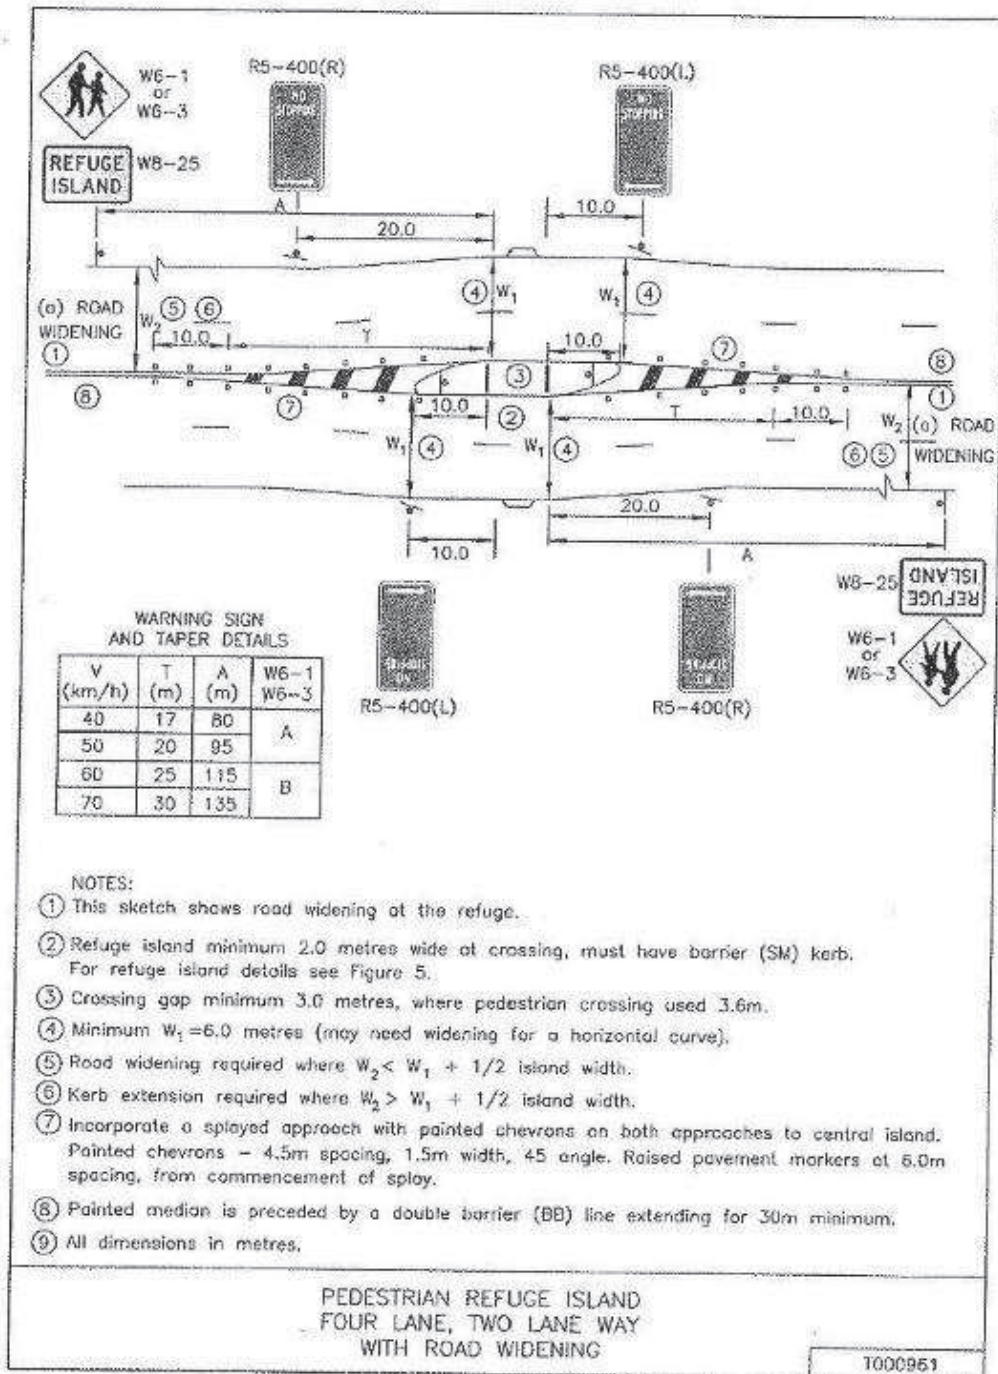 R5-400(R)
R5-400(L)
W6-1
or
W6-3
NO
STOPPING
NO
STOPPING
REFUGE
ISLAND
W8-25
A
10.0
20.0
4 W1
W1 4
(a) ROAD
WIDENING
W2 5 6
10.0
T
10.0
1
7
8
3
8
7
10.0
2
T
10.0
1
W1 4
W1 4
W2 (a) ROAD
WIDENING
6 5
20.0
10.0
A
W8-25
REFUGE
ISLAND
W6-1
or
W6-3
NO
STOPPING
NO
STOPPING
R5-400(L)
R5-400(R)
WARNING SIGN
AND TAPER DETAILS
V (km/h) T (m) A (m) W6-1 W6-3
40 17 80 A
50 20 95
60 25 115 B
70 30 135
NOTES:
1 This sketch shows road widening at the refuge.
2 Refuge island minimum 2.0 metres wide at crossing, must have barrier (SM) kerb.
For refuge island details see Figure 5.
3 Crossing gap minimum 3.0 metres, where pedestrian crossing used 3.6m.
4 Minimum W1 =6.0 metres (may need widening for a horizontal curve).
5 Road widening required where W2 < W1 + 1/2 island width.
6 Kerb extension required where W2 > W1 + 1/2 island width.
7 Incorporate a splayed approach with painted chevrons on both approaches to central island.
Painted chevrons - 4.5m spacing, 1.5m width, 45 angle. Raised pavement markers at 6.0m
spacing, from commencement of splay.
8 Painted median is preceded by a double barrier (BB) line extending for 30m minimum.
9 All dimensions in metres.
PEDESTRIAN REFUGE ISLAND
FOUR LANE, TWO LANE WAY
WITH ROAD WIDENING
T000961